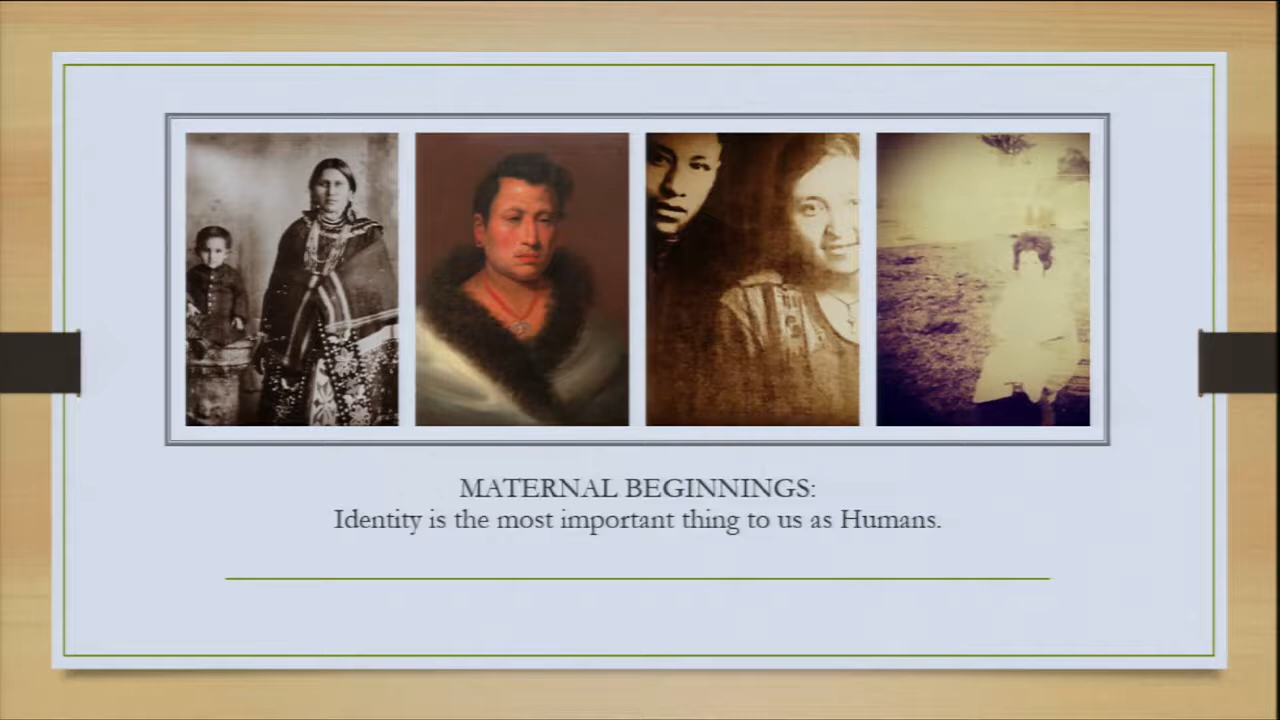 MATERNAL BEGINNINGS:
Identity is the most important thing to us as Humans.